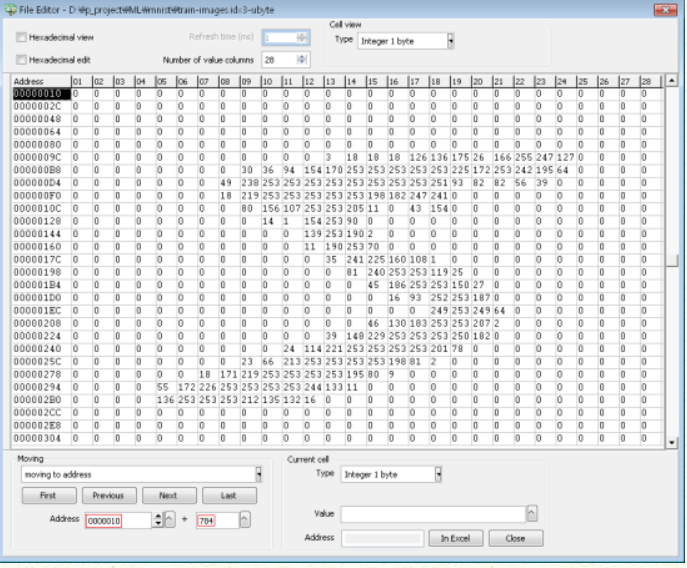 File Editor - D:₩p_project₩ML₩mnist₩train-images idx3-ubyte
Hexadecimal view
Refresh time (ms)
Cell view
Type Integer 1 byte
Hexadecimal edit
Number of value columns 28
Address 01 02 03 04 05 06 07 08 09 10 11 12 13 14 15 16 17 18 19 20 21 22 23 24 25 26 27 28
00000010 0 0 0 0 0 0 0 0 0 0 0 0 0 0 0 0 0 0 0 0 0 0 0 0 0 0 0 0
0000002C 0 0 0 0 0 0 0 0 0 0 0 0 0 0 0 0 0 0 0 0 0 0 0 0 0 0 0 0
00000048 0 0 0 0 0 0 0 0 0 0 0 0 0 0 0 0 0 0 0 0 0 0 0 0 0 0 0 0
00000064 0 0 0 0 0 0 0 0 0 0 0 0 0 0 0 0 0 0 0 0 0 0 0 0 0 0 0 0
00000080 0 0 0 0 0 0 0 0 0 0 0 0 0 0 0 0 0 0 0 0 0 0 0 0 0 0 0 0
0000009C 0 0 0 0 0 0 0 0 0 0 0 0 3 18 18 18 126 136 175 26 166 255 247 127 0 0 0 0
000000B8 0 0 0 0 0 0 0 0 30 36 94 154 170 253 253 253 253 253 225 172 253 242 195 64 0 0 0 0
000000D4 0 0 0 0 0 0 0 49 238 253 253 253 253 253 253 253 253 253 251 93 82 82 56 39 0 0 0 0
000000F0 0 0 0 0 0 0 0 18 219 253 253 253 253 253 198 182 247 241 0 0 0 0 0 0 0 0 0 0
0000010C 0 0 0 0 0 0 0 0 80 156 107 253 253 205 11 0 43 154 0 0 0 0 0 0 0 0 0 0
00000128 0 0 0 0 0 0 0 0 0 14 1 154 253 90 0 0 0 0 0 0 0 0 0 0 0 0 0 0
00000144 0 0 0 0 0 0 0 0 0 0 0 139 253 190 2 0 0 0 0 0 0 0 0 0 0 0 0 0
00000160 0 0 0 0 0 0 0 0 0 0 0 11 190 253 70 0 0 0 0 0 0 0 0 0 0 0 0 0
0000017C 0 0 0 0 0 0 0 0 0 0 0 0 35 241 225 160 108 1 0 0 0 0 0 0 0 0 0 0
00000198 0 0 0 0 0 0 0 0 0 0 0 0 0 81 240 253 253 119 25 0 0 0 0 0 0 0 0 0
000001B4 0 0 0 0 0 0 0 0 0 0 0 0 0 0 45 186 253 253 150 27 0 0 0 0 0 0 0 0
000001D0 0 0 0 0 0 0 0 0 0 0 0 0 0 0 0 16 93 252 253 187 0 0 0 0 0 0 0 0
000001EC 0 0 0 0 0 0 0 0 0 0 0 0 0 0 0 0 0 249 253 249 64 0 0 0 0 0 0 0
00000208 0 0 0 0 0 0 0 0 0 0 0 0 0 0 46 130 183 253 253 207 2 0 0 0 0 0 0 0
00000224 0 0 0 0 0 0 0 0 0 0 0 0 39 148 229 253 253 253 250 182 0 0 0 0 0 0 0 0
00000240 0 0 0 0 0 0 0 0 0 0 24 114 221 253 253 253 253 201 78 0 0 0 0 0 0 0 0 0
0000025C 0 0 0 0 0 0 0 0 23 66 213 253 253 253 253 198 81 2 0 0 0 0 0 0 0 0 0 0
00000278 0 0 0 0 0 0 18 171 219 253 253 253 253 195 80 9 0 0 0 0 0 0 0 0 0 0 0 0
00000294 0 0 0 0 55 172 226 253 253 253 253 244 133 11 0 0 0 0 0 0 0 0 0 0 0 0 0 0
000002B0 0 0 0 0 136 253 253 253 212 135 132 16 0 0 0 0 0 0 0 0 0 0 0 0 0 0 0 0
000002CC 0 0 0 0 0 0 0 0 0 0 0 0 0 0 0 0 0 0 0 0 0 0 0 0 0 0 0 0
000002E8 0 0 0 0 0 0 0 0 0 0 0 0 0 0 0 0 0 0 0 0 0 0 0 0 0 0 0 0
00000304 0 0 0 0 0 0 0 0 0 0 0 0 0 0 0 0 0 0 0 0 0 0 0 0 0 0 0 0
Moving
moving to address
First Previous Next Last
Address 0000010 + 784
Current cell
Type Integer 1 byte
Value
Address In Excel Close